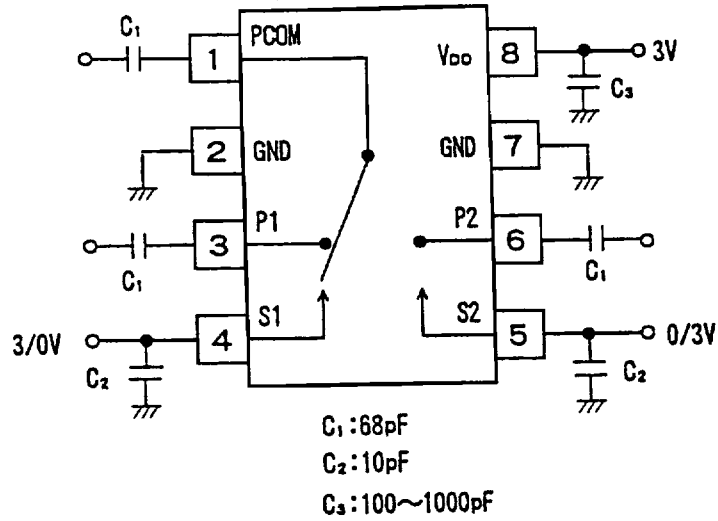 C₁
1
PCOM
V_DD
8
3V
C₃
2
GND
GND
7
P1
3
C₁
P2
6
C₁
3/0V
S1
4
C₂
S2
5
0/3V
C₂
C₁:68pF
C₂:10pF
C₃:100～1000pF